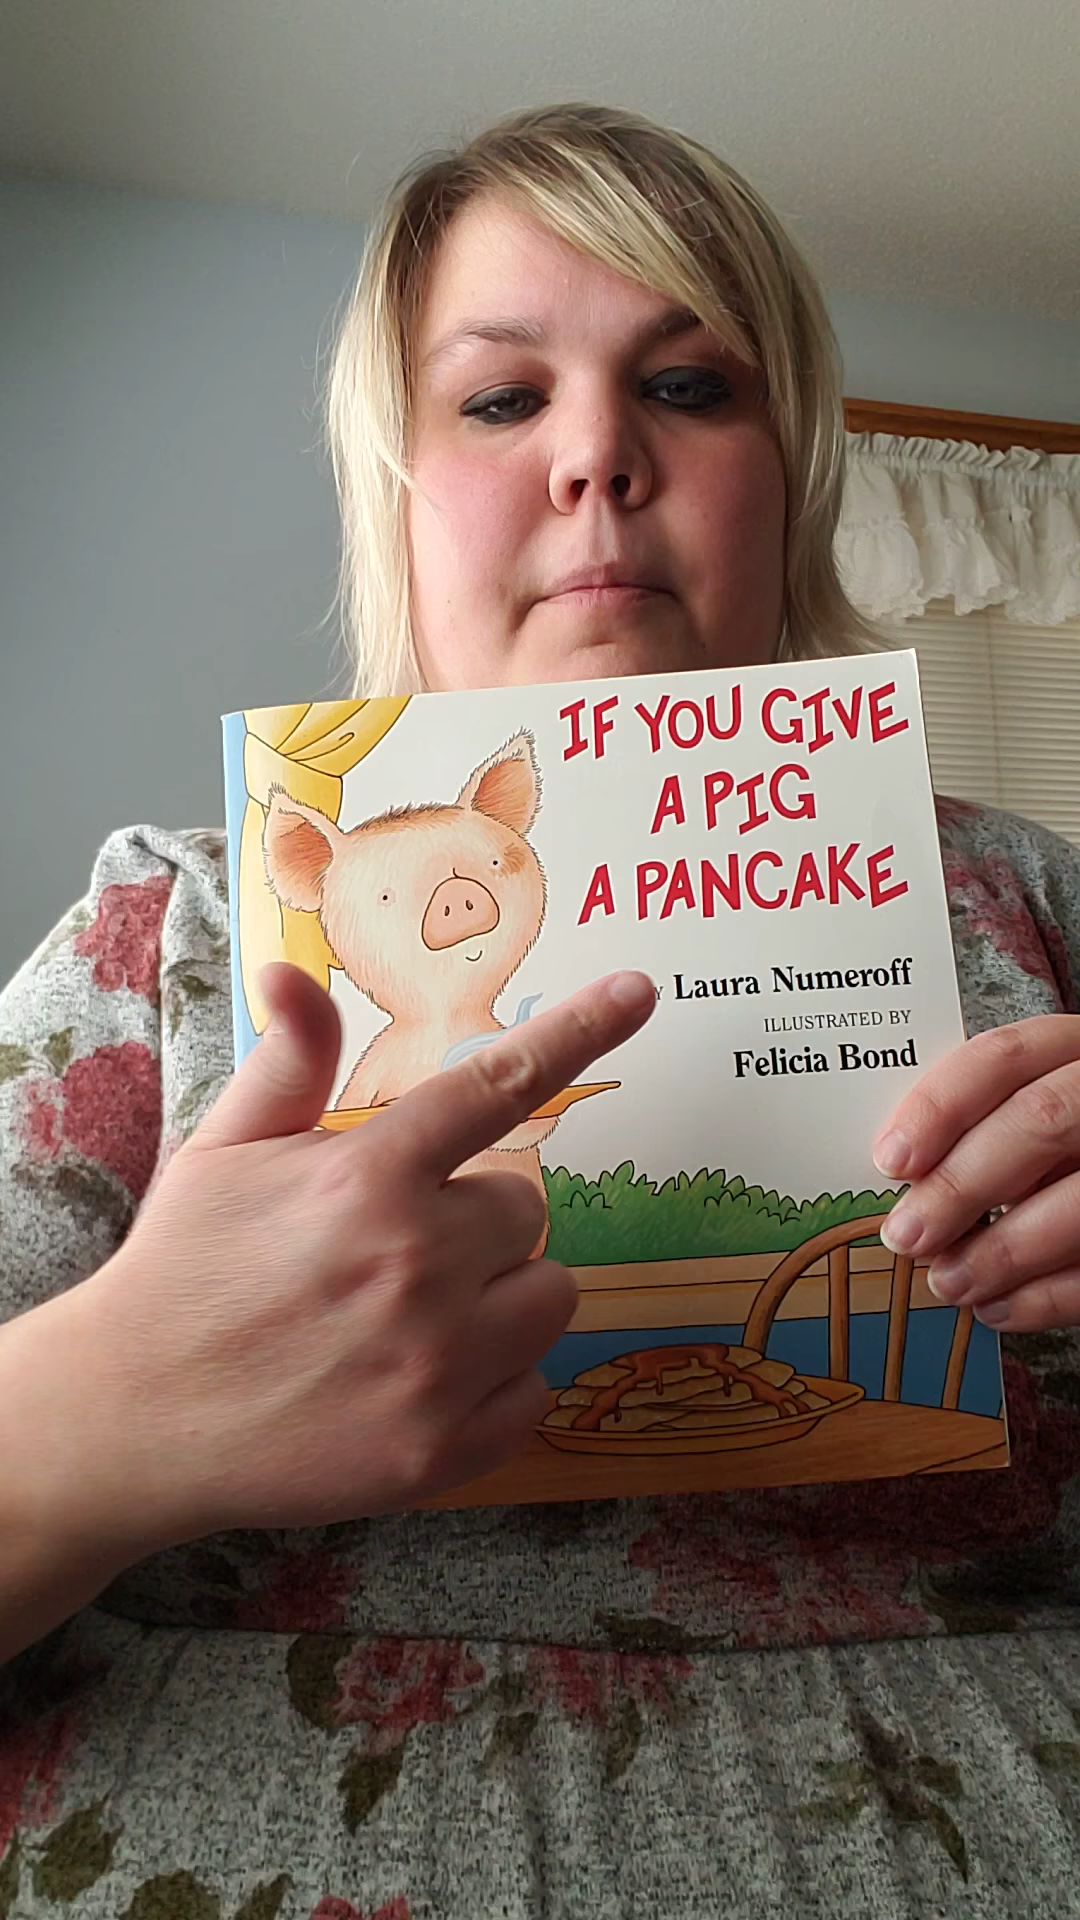 IF YOU GIVE
A PIG
A PANCAKE
Laura Numeroff
ILLUSTRATED BY
Felicia Bond